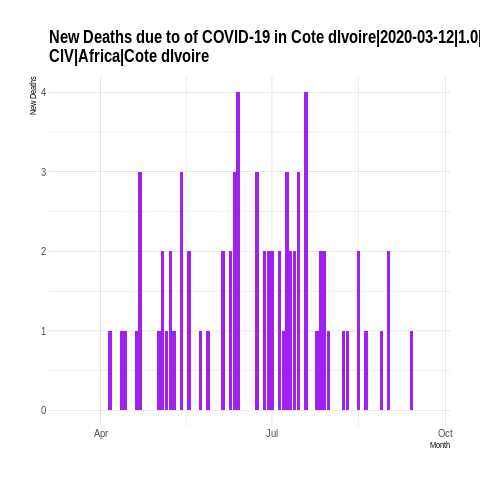 New Deaths due to of COVID-19 in Cote dIvoire|2020-03-12|1.0|
CIV|Africa|Cote dIvoire
New Deaths
4
3
2
1
0
Apr
Jul
Oct
Month